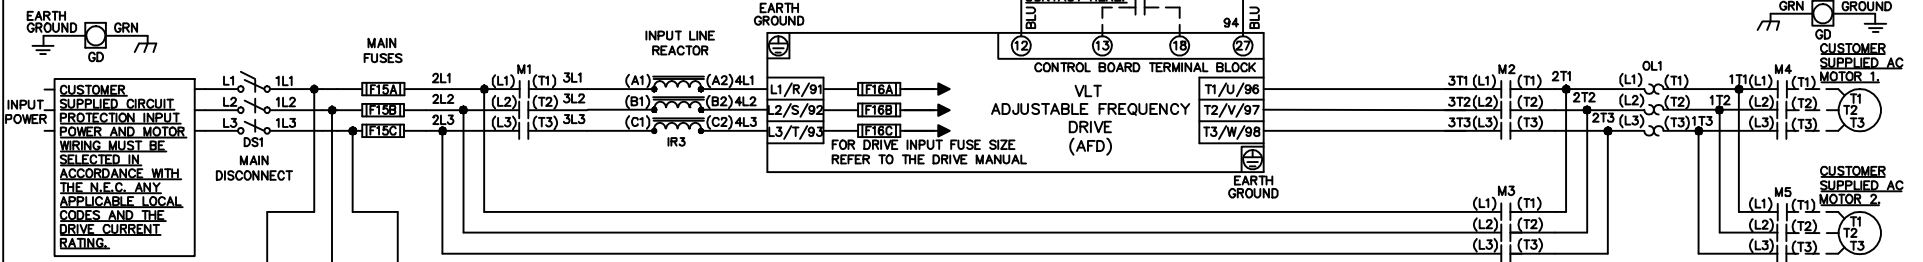 EARTH
GROUND
GRN
GD
CUSTOMER
SUPPLIED CIRCUIT
PROTECTION INPUT
POWER AND MOTOR
WIRING MUST BE
SELECTED IN
ACCORDANCE WITH
THE N.E.C. ANY
APPLICABLE LOCAL
CODES AND THE
DRIVE CURRENT
RATING.
INPUT
POWER
L1 1L1
L2 1L2
L3 1L3
DS1
MAIN
DISCONNECT
MAIN
FUSES
F15A
F15B
F15C
2L1
2L2
2L3
M1
(L1) (T1) 3L1
(L2) (T2) 3L2
(L3) (T3) 3L3
INPUT LINE
REACTOR
(A1) (A2) 4L1
(B1) (B2) 4L2
(C1) (C2) 4L3
IR3
EARTH
GROUND
L1/R/91
L2/S/92
L3/T/93
F16A
F16B
F16C
FOR DRIVE INPUT FUSE SIZE
REFER TO THE DRIVE MANUAL
BLU
94 BLU
12 13 18 27
CONTROL BOARD TERMINAL BLOCK
VLT
ADJUSTABLE FREQUENCY
DRIVE
(AFD)
T1/U/96
T2/V/97
T3/W/98
EARTH
GROUND
M2
3T1 (L1) (T1) 2T1
3T2 (L2) (T2) 2T2
3T3 (L3) (T3) 2T3
M3
(L1) (T1)
(L2) (T2)
(L3) (T3)
OL1
(L1) (T1) 1T1
(L2) (T2) 1T2
(L3) (T3) 1T3
GRN
GROUND
GD
CUSTOMER
SUPPLIED AC
MOTOR 1.
M4
(L1) (T1)
(L2) (T2)
(L3) (T3)
T1
T2
T3
CUSTOMER
SUPPLIED AC
MOTOR 2.
M5
(L1) (T1)
(L2) (T2)
(L3) (T3)
T1
T2
T3